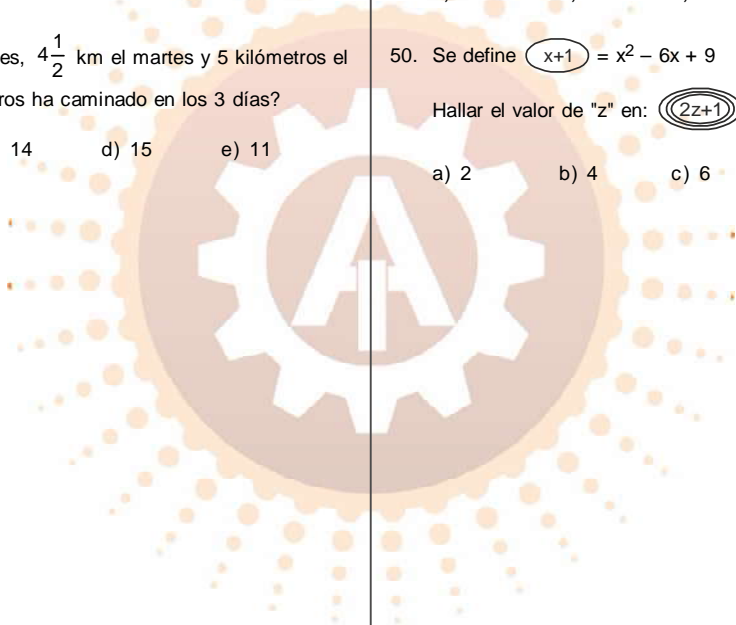 es, 4 1/2 km el martes y 5 kilómetros el
ros ha caminado en los 3 días?
14 d) 15 e) 11
50. Se define (x+1) = x² – 6x + 9
Hallar el valor de "z" en: (((2z+1)))
a) 2 b) 4 c) 6